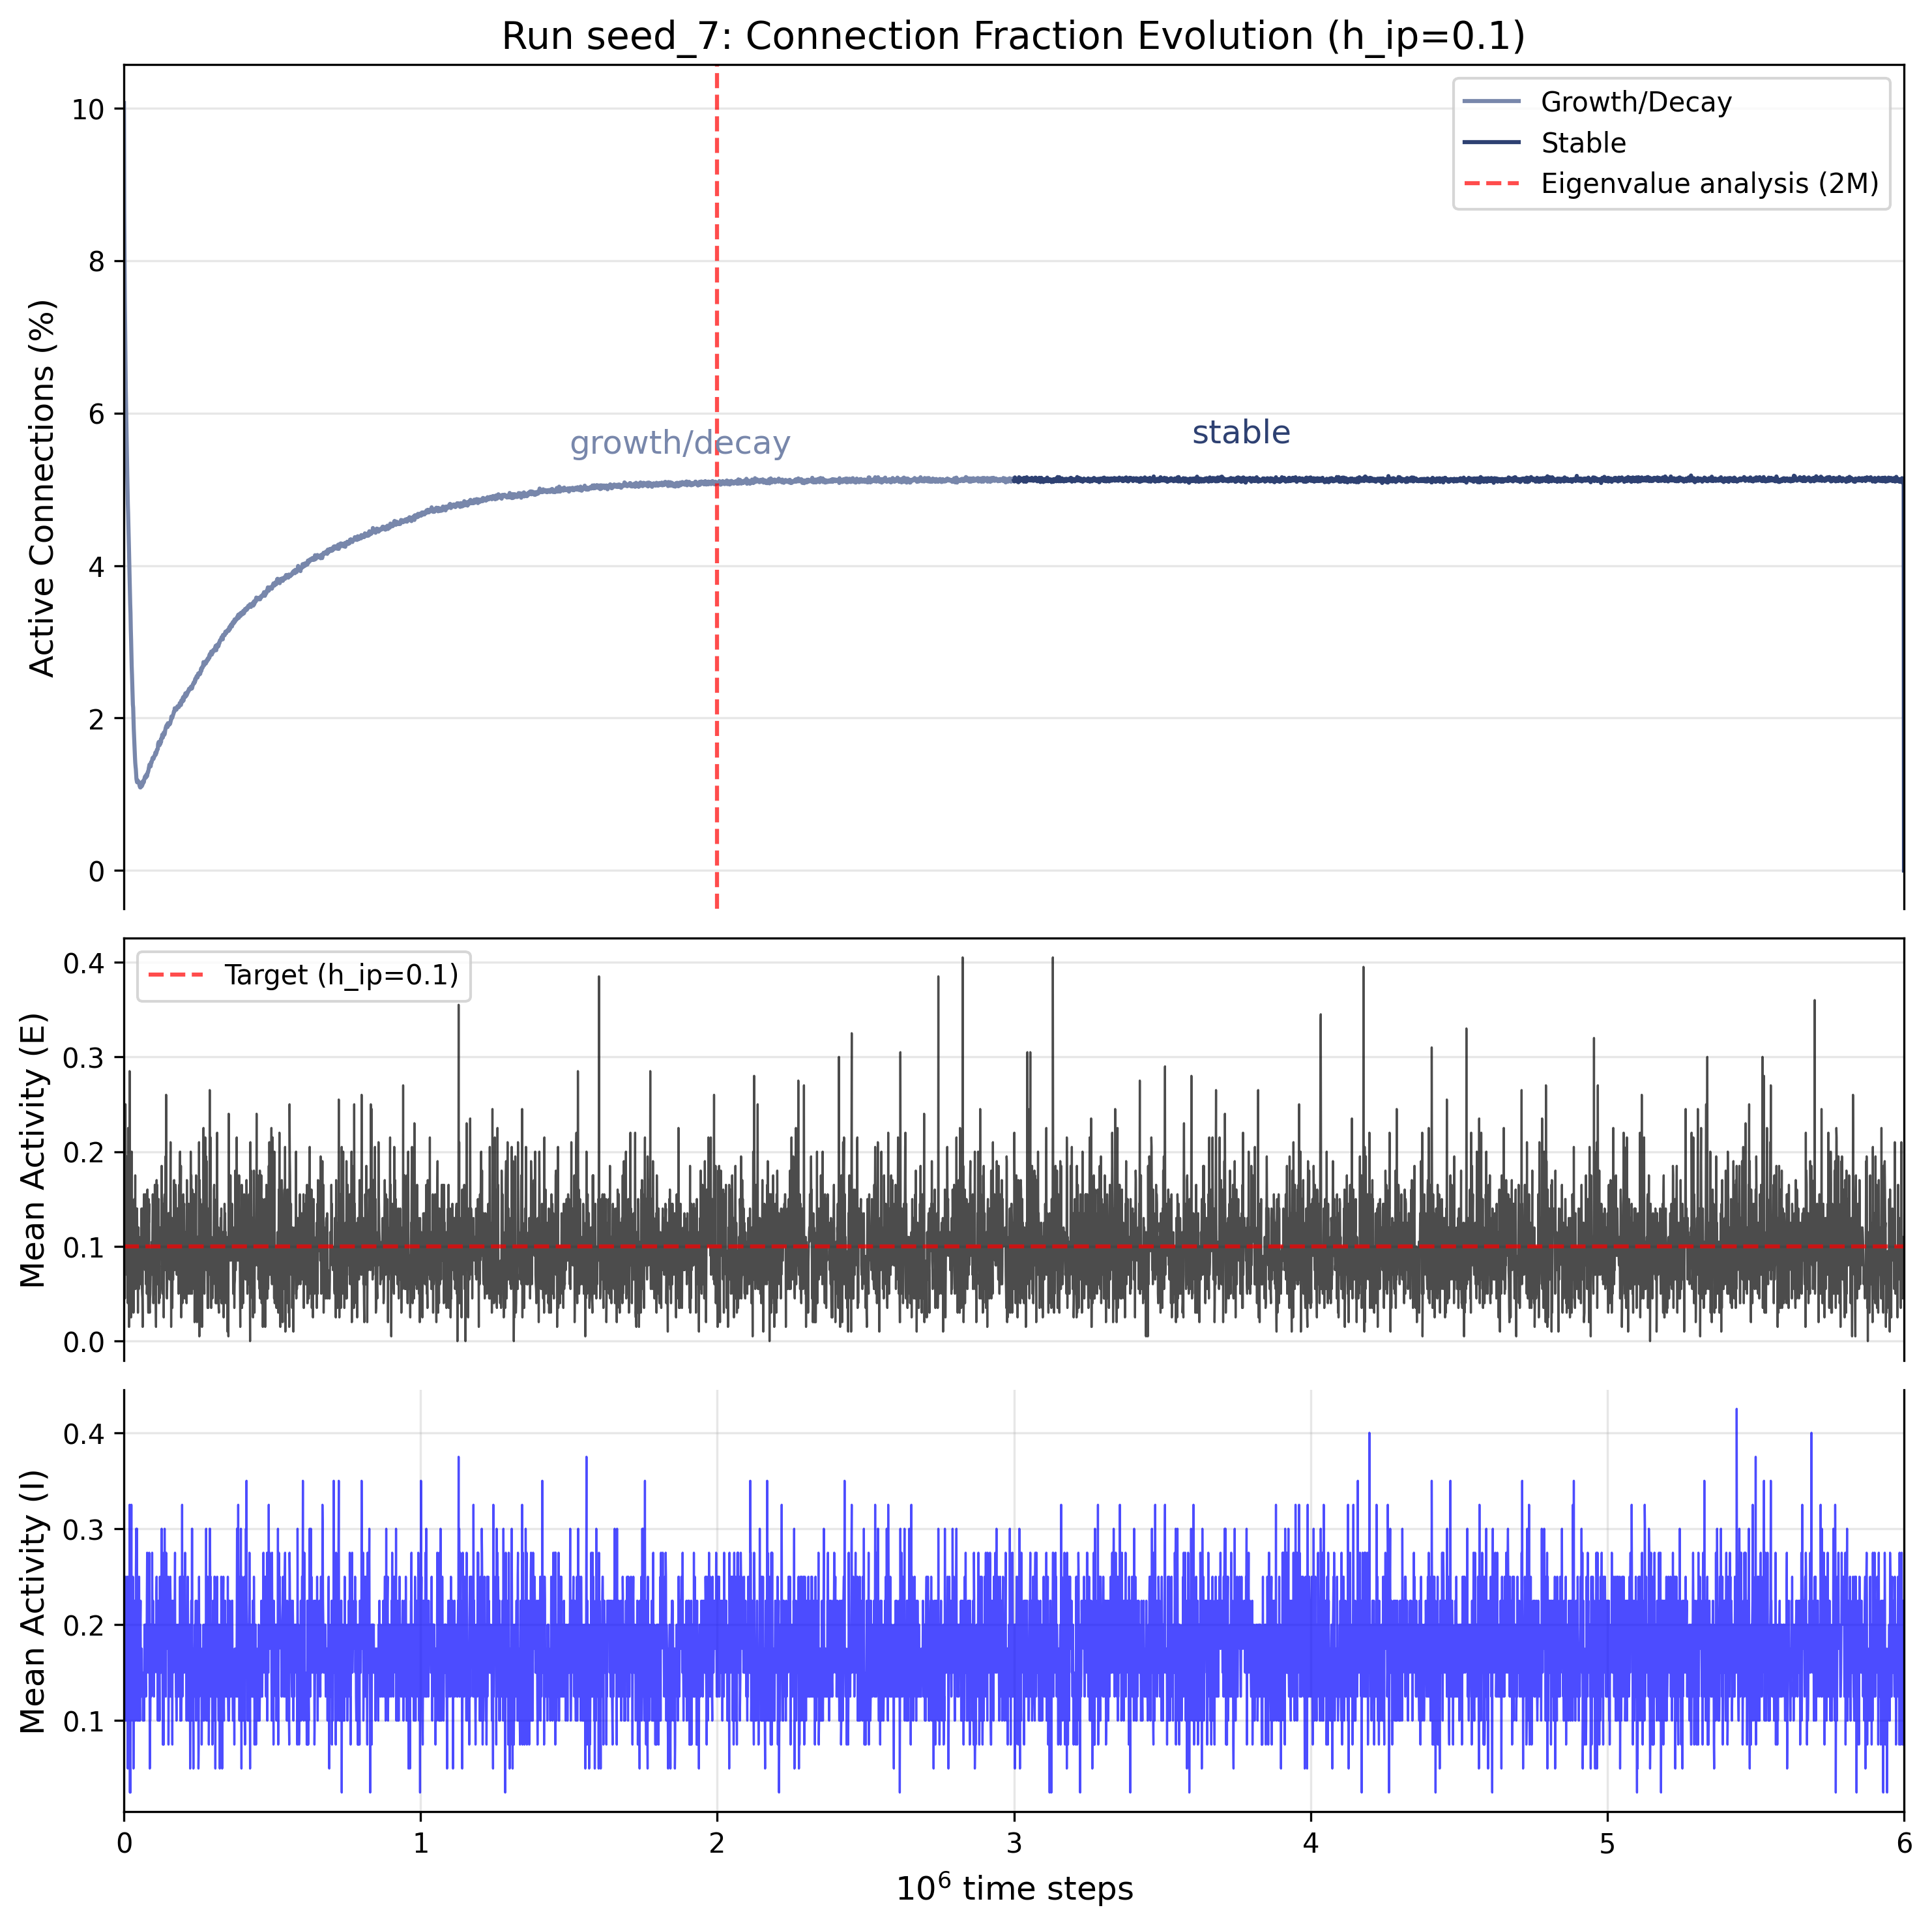 Run seed_7: Connection Fraction Evolution (h_ip=0.1)
Active Connections (%)
10
8
6
4
2
0
Growth/Decay
Stable
Eigenvalue analysis (2M)
growth/decay
stable
Mean Activity (E)
0.4
0.3
0.2
0.1
0.0
Target (h_ip=0.1)
Mean Activity (I)
0.4
0.3
0.2
0.1
0 1 2 3 4 5 6
10⁶ time steps